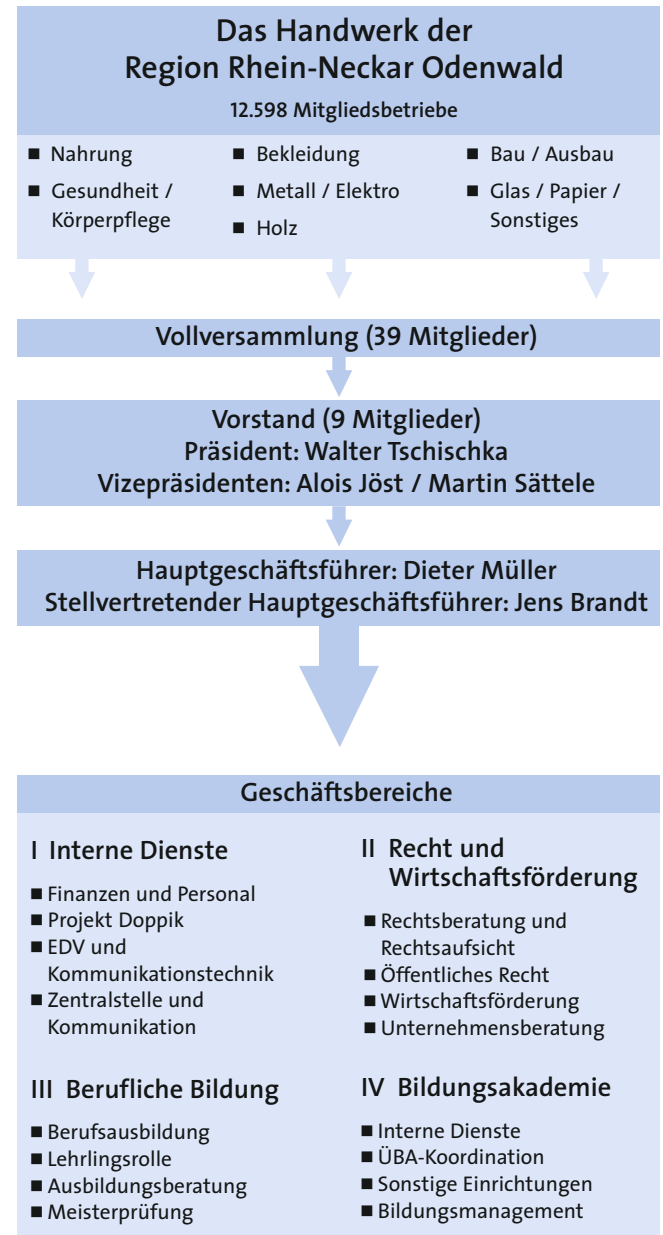 Das Handwerk der
Region Rhein-Neckar Odenwald
12.598 Mitgliedsbetriebe
■ Nahrung
■ Gesundheit /
Körperpflege
■ Bekleidung
■ Metall / Elektro
■ Holz
■ Bau / Ausbau
■ Glas / Papier /
Sonstiges
Vollversammlung (39 Mitglieder)
Vorstand (9 Mitglieder)
Präsident: Walter Tschischka
Vizepräsidenten: Alois Jöst / Martin Sättele
Hauptgeschäftsführer: Dieter Müller
Stellvertretender Hauptgeschäftsführer: Jens Brandt
Geschäftsbereiche
I Interne Dienste
■ Finanzen und Personal
■ Projekt Doppik
■ EDV und
Kommunikationstechnik
■ Zentralstelle und
Kommunikation
II Recht und
Wirtschaftsförderung
■ Rechtsberatung und
Rechtsaufsicht
■ Öffentliches Recht
■ Wirtschaftsförderung
■ Unternehmensberatung
III Berufliche Bildung
■ Berufsausbildung
■ Lehrlingsrolle
■ Ausbildungsberatung
■ Meisterprüfung
IV Bildungsakademie
■ Interne Dienste
■ ÜBA-Koordination
■ Sonstige Einrichtungen
■ Bildungsmanagement